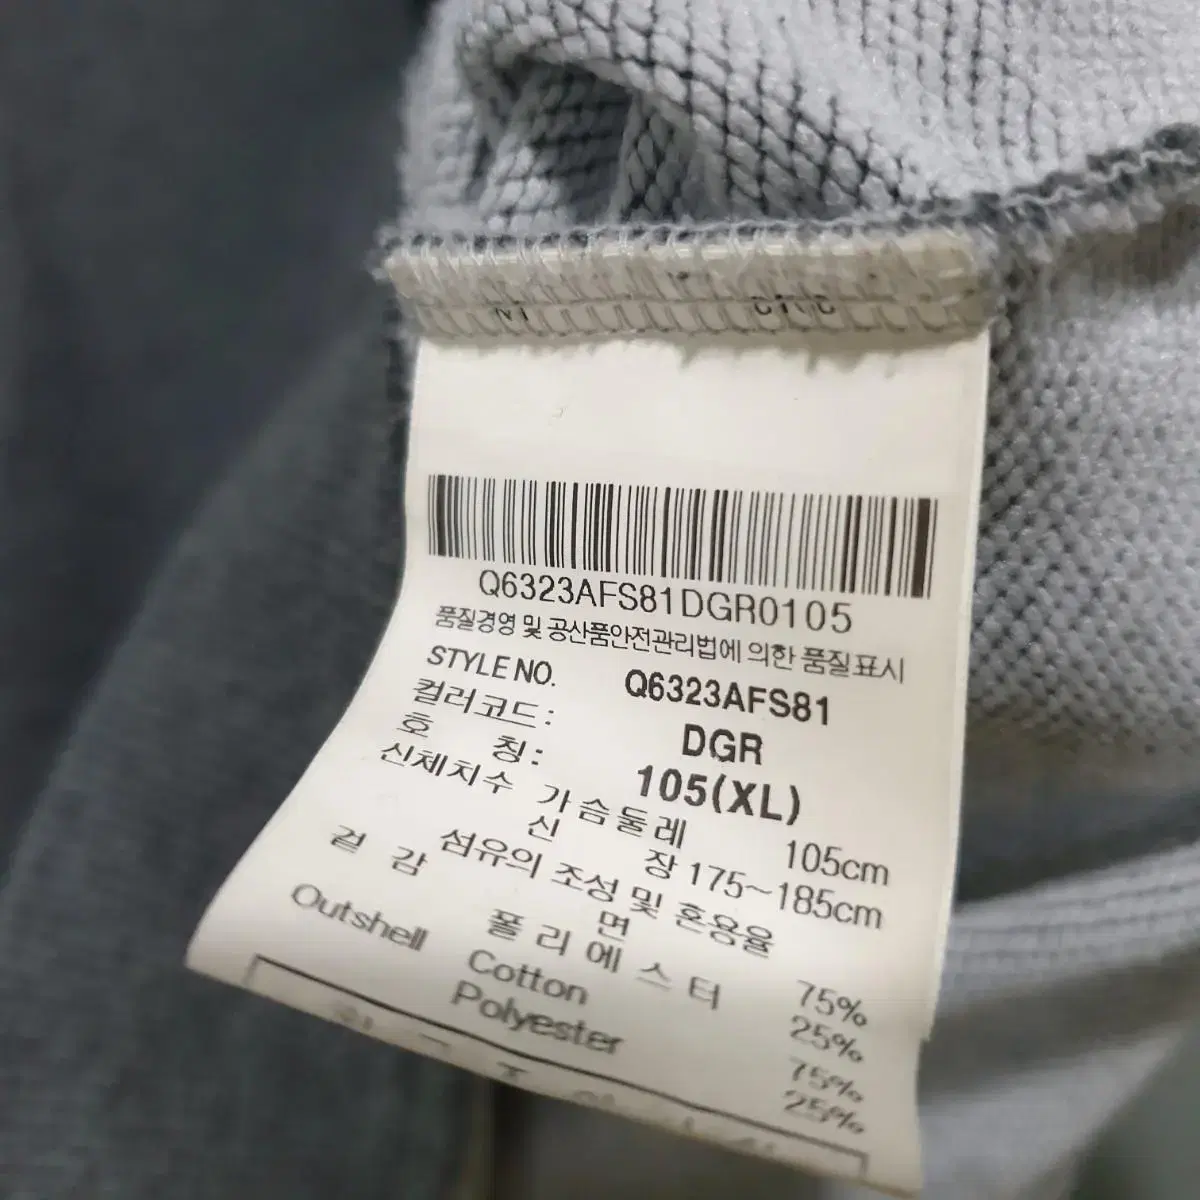 Q6323AFS81DGR0105
품질경영 및 공산품안전관리법에 의한 품질표시
STYLE NO. Q6323AFS81
컬러코드: DGR
호 칭: 105(XL)
신체치수 가슴둘레 105cm
신 장 175~185cm
섬유의 조성 및 혼용율
겉 감 면 75%
폴리에스터 25%
Outshell Cotton 75%
Polyester 25%